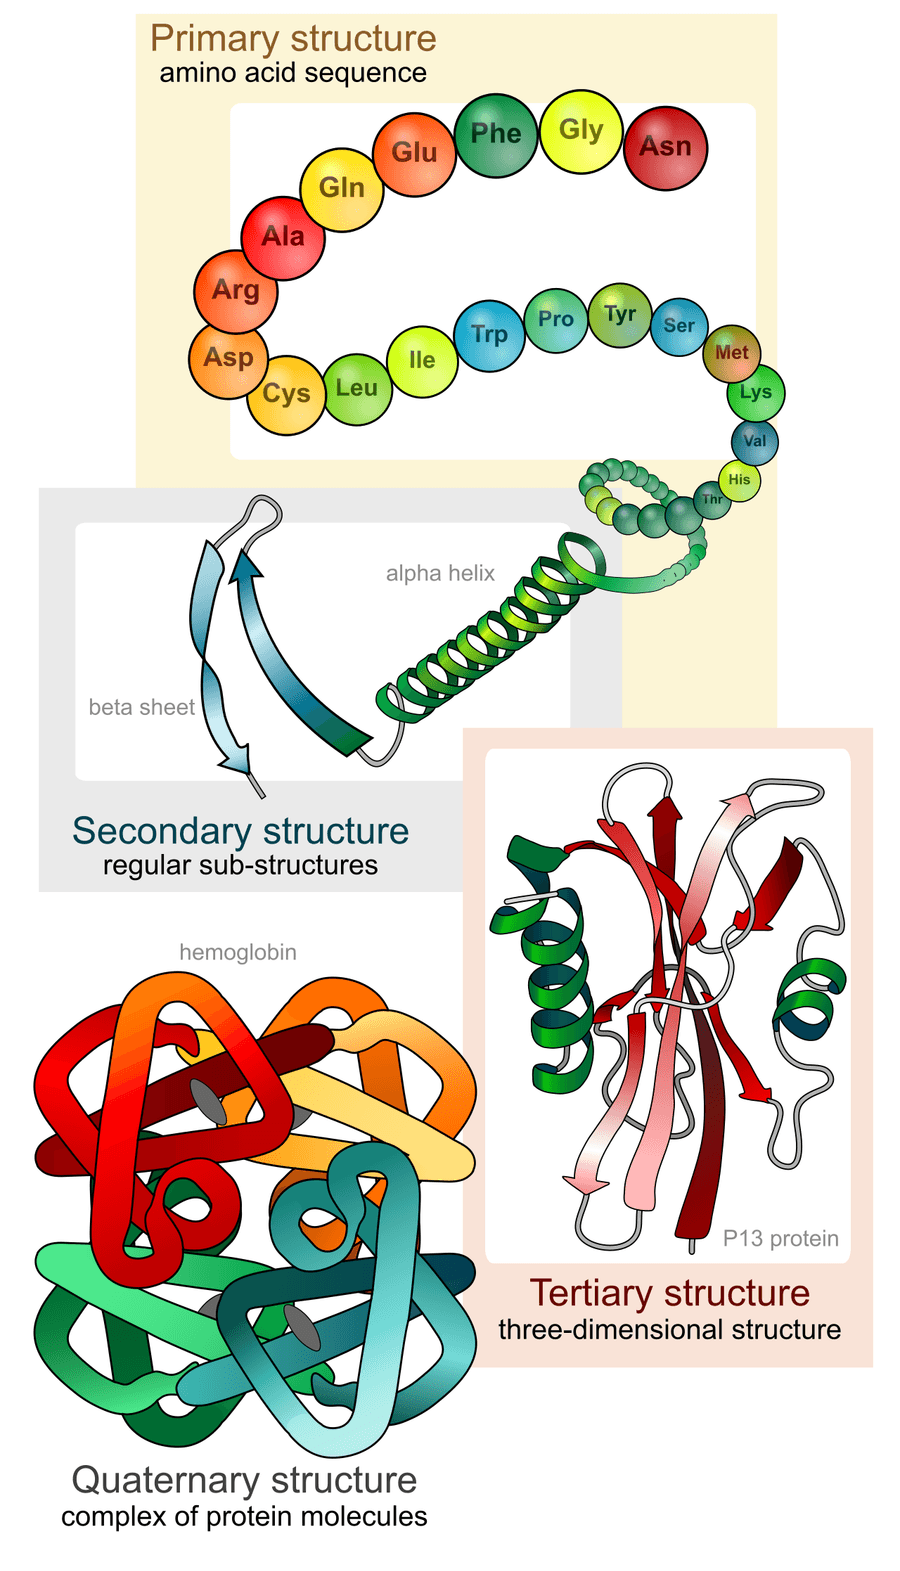 Primary structure
amino acid sequence
Asn
Gly
Phe
Glu
Gln
Ala
Arg
Asp
Cys
Leu
Ile
Trp
Pro
Tyr
Ser
Met
Lys
Val
His
Thr
alpha helix
beta sheet
Secondary structure
regular sub-structures
P13 protein
Tertiary structure
three-dimensional structure
hemoglobin
Quaternary structure
complex of protein molecules